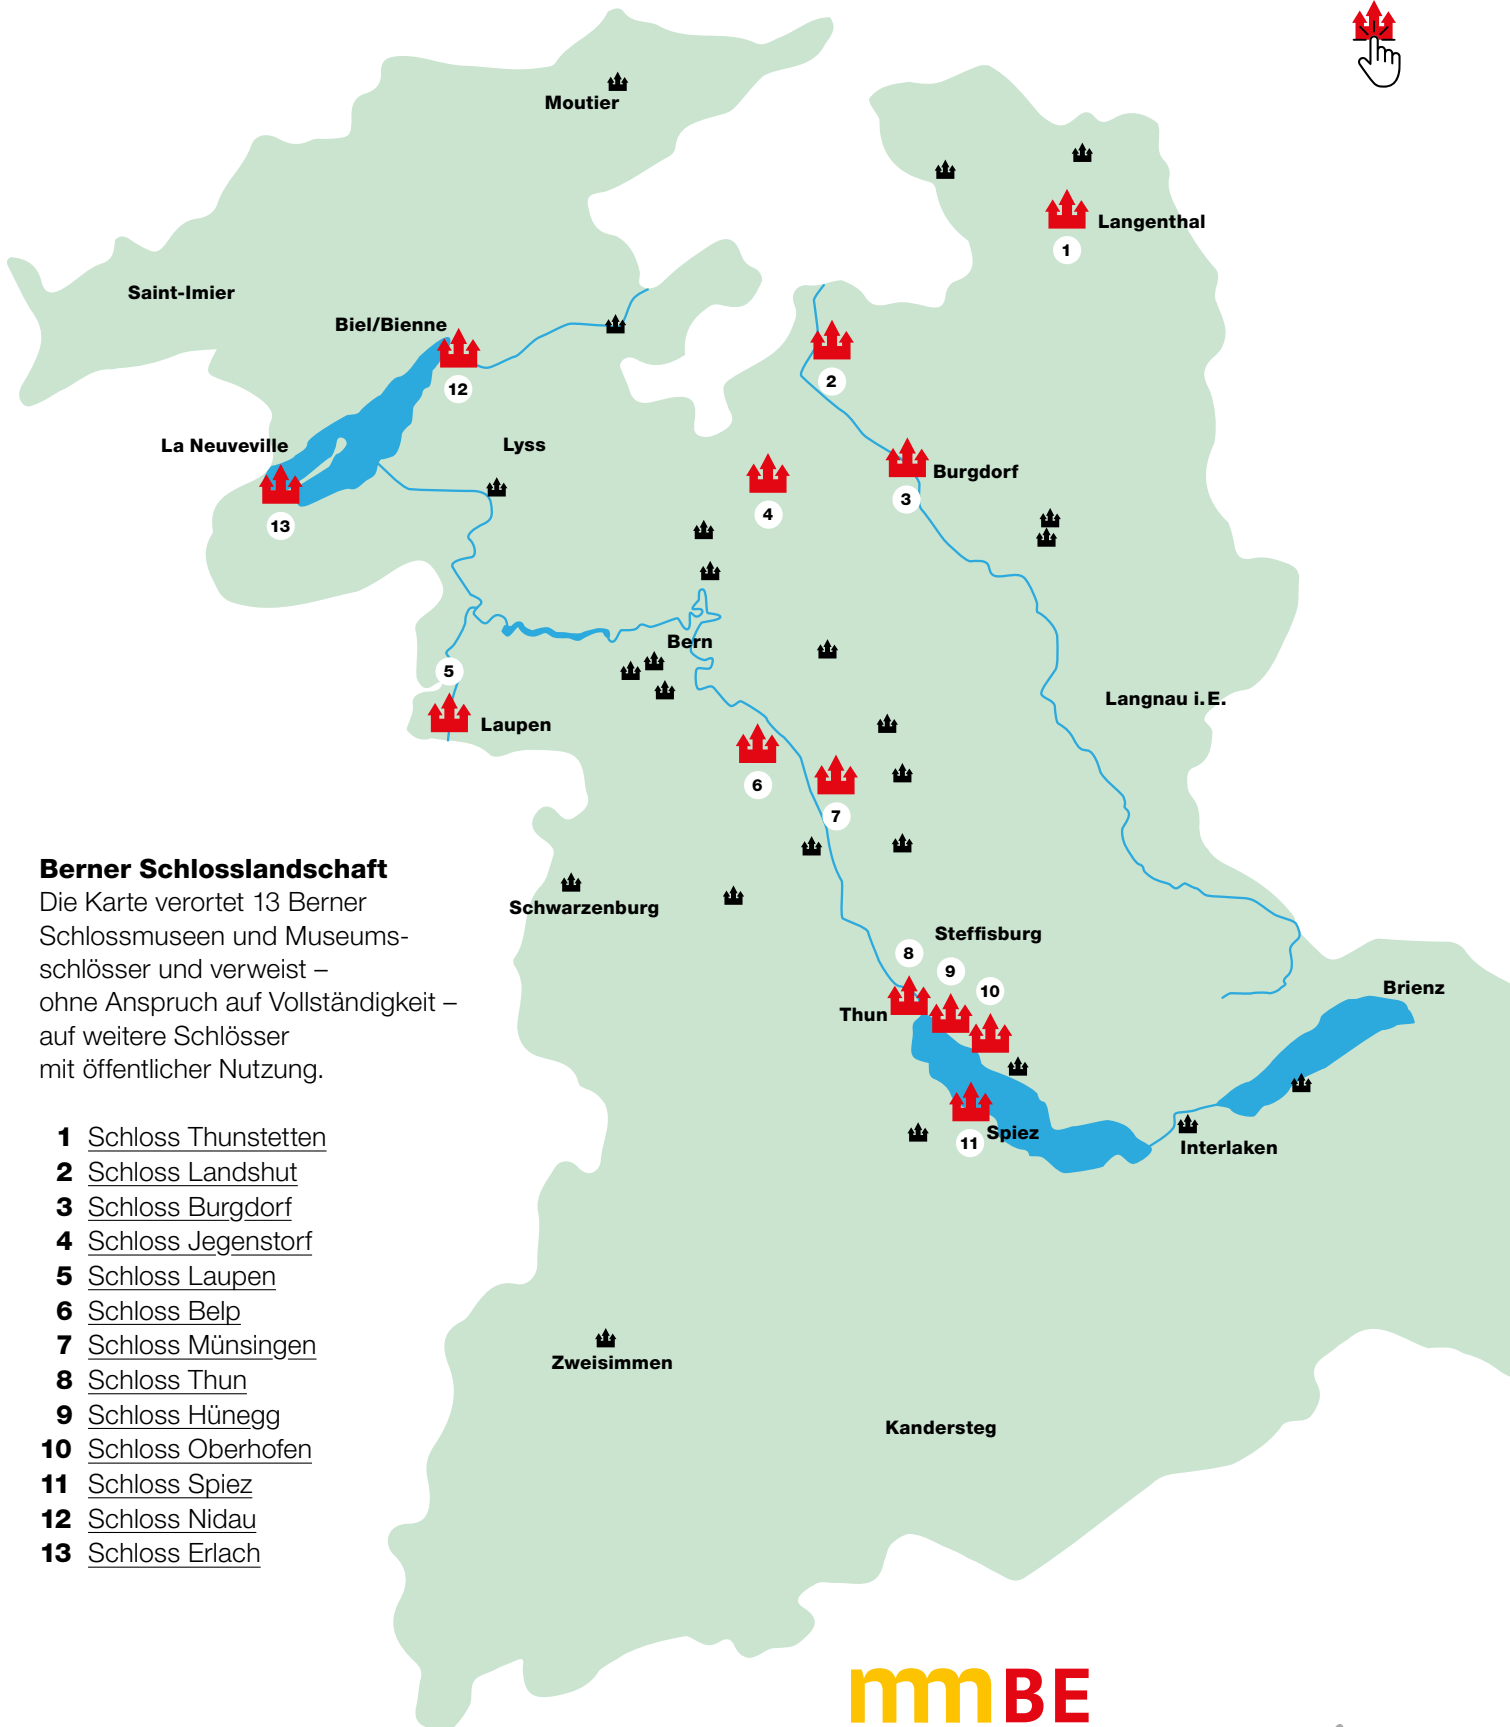 Moutier
Langenthal
1
Saint-Imier
Biel/Bienne
12
2
La Neuveville
Lyss
Burgdorf
13
4
3
Bern
5
Langnau i.E.
Laupen
6
7
Berner Schlosslandschaft
Die Karte verortet 13 Berner
Schlossmuseen und Museums-
schlösser und verweist –
ohne Anspruch auf Vollständigkeit –
auf weitere Schlösser
mit öffentlicher Nutzung.
Schwarzenburg
Steffisburg
8
9
10
Thun
Brienz
Spiez
11
Interlaken
1 Schloss Thunstetten
2 Schloss Landshut
3 Schloss Burgdorf
4 Schloss Jegenstorf
5 Schloss Laupen
6 Schloss Belp
7 Schloss Münsingen
8 Schloss Thun
9 Schloss Hünegg
10 Schloss Oberhofen
11 Schloss Spiez
12 Schloss Nidau
13 Schloss Erlach
Zweisimmen
Kandersteg
mmBE